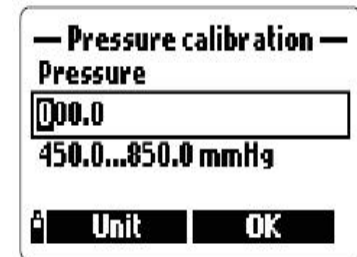 Pressure calibration
Pressure
000.0
450.0...850.0 mmHg
Unit OK